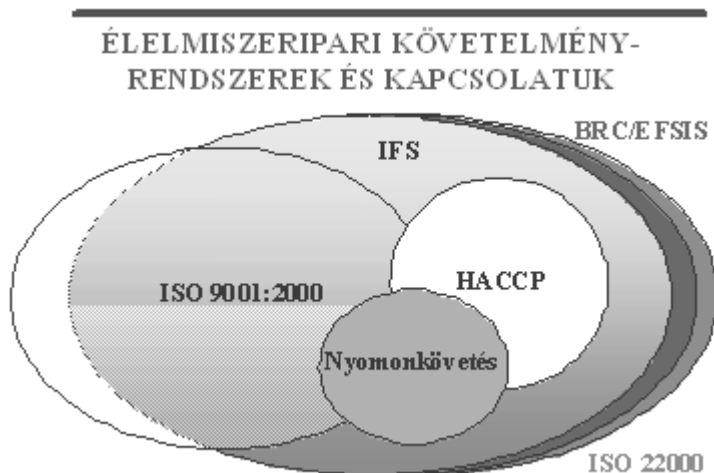 ÉLELMISZERIPARI KÖVETELMÉNY-
RENDSZEREK ÉS KAPCSOLATUK
BRC/EFSIS
IFS
HACCP
ISO 9001:2000
Nyomonkövetés
ISO 22000